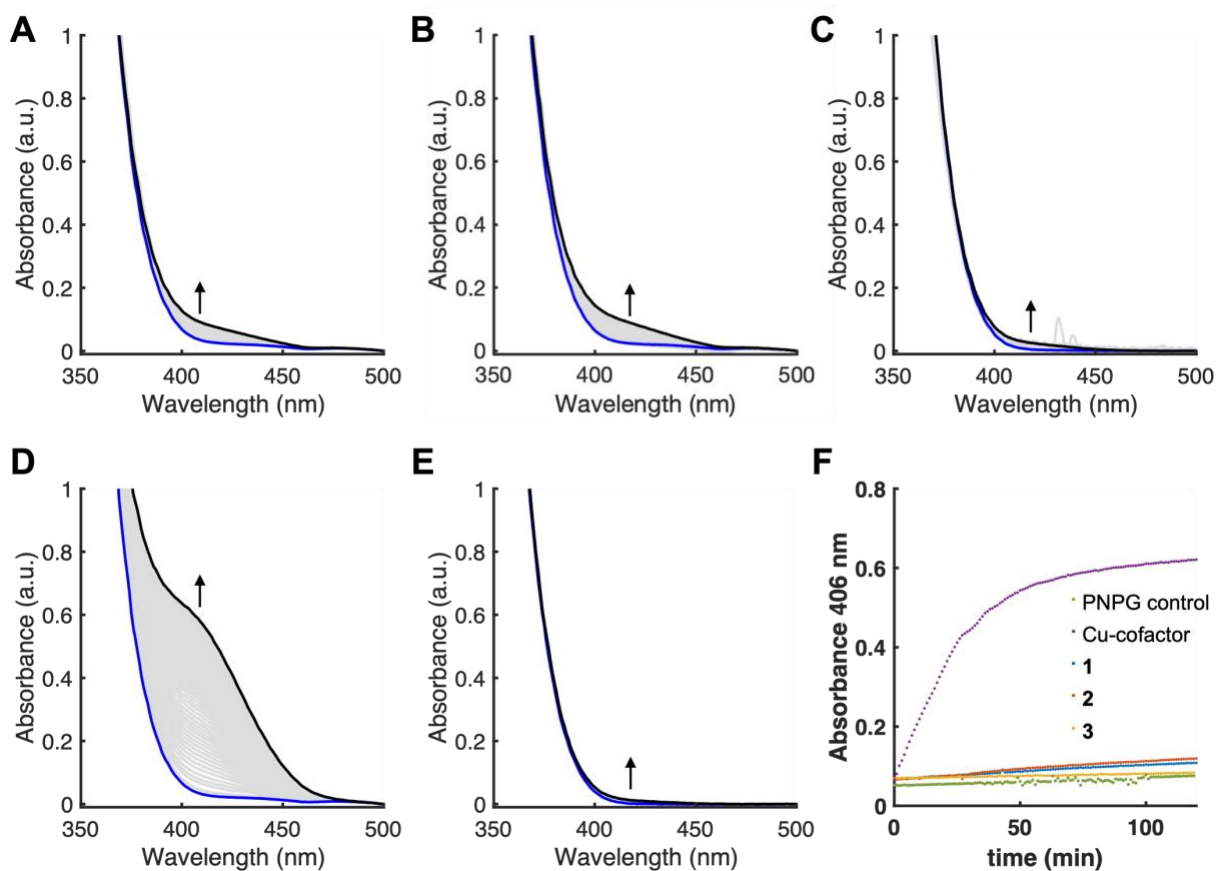 A
Absorbance (a.u.)
1
0.8
0.6
0.4
0.2
0
350 400 450 500
Wavelength (nm)
B
Absorbance (a.u.)
1
0.8
0.6
0.4
0.2
0
350 400 450 500
Wavelength (nm)
C
Absorbance (a.u.)
1
0.8
0.6
0.4
0.2
0
350 400 450 500
Wavelength (nm)
D
Absorbance (a.u.)
1
0.8
0.6
0.4
0.2
0
350 400 450 500
Wavelength (nm)
E
Absorbance (a.u.)
1
0.8
0.6
0.4
0.2
0
350 400 450 500
Wavelength (nm)
F
Absorbance 406 nm
0.8
0.6
0.4
0.2
0
PNPG control
Cu-cofactor
1
2
3
0 50 100
time (min)